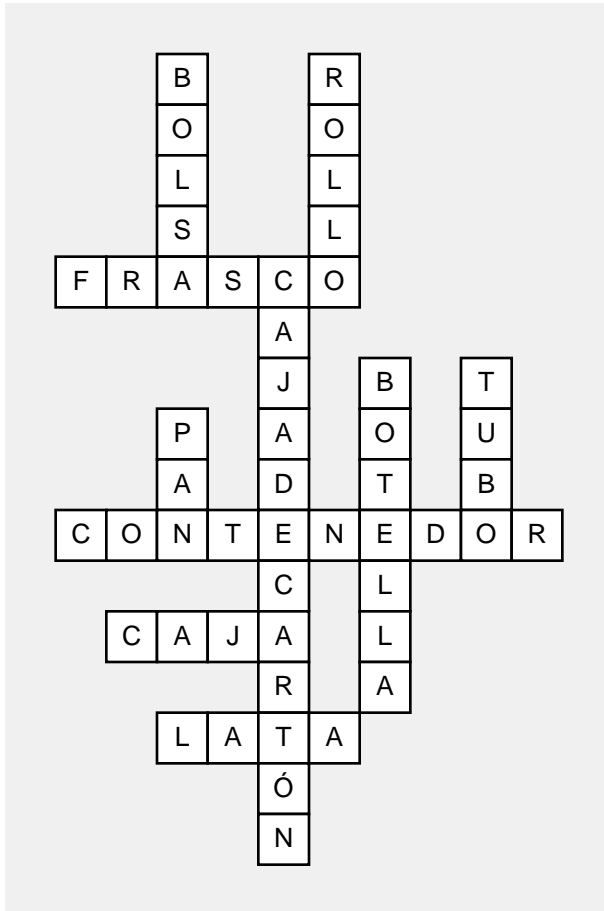 BOLSA
ROLLO
FRASCO
CAJADECARTÓN
BOTELLA
TUBO
PAN
CONTENEDOR
CAJA
LATA